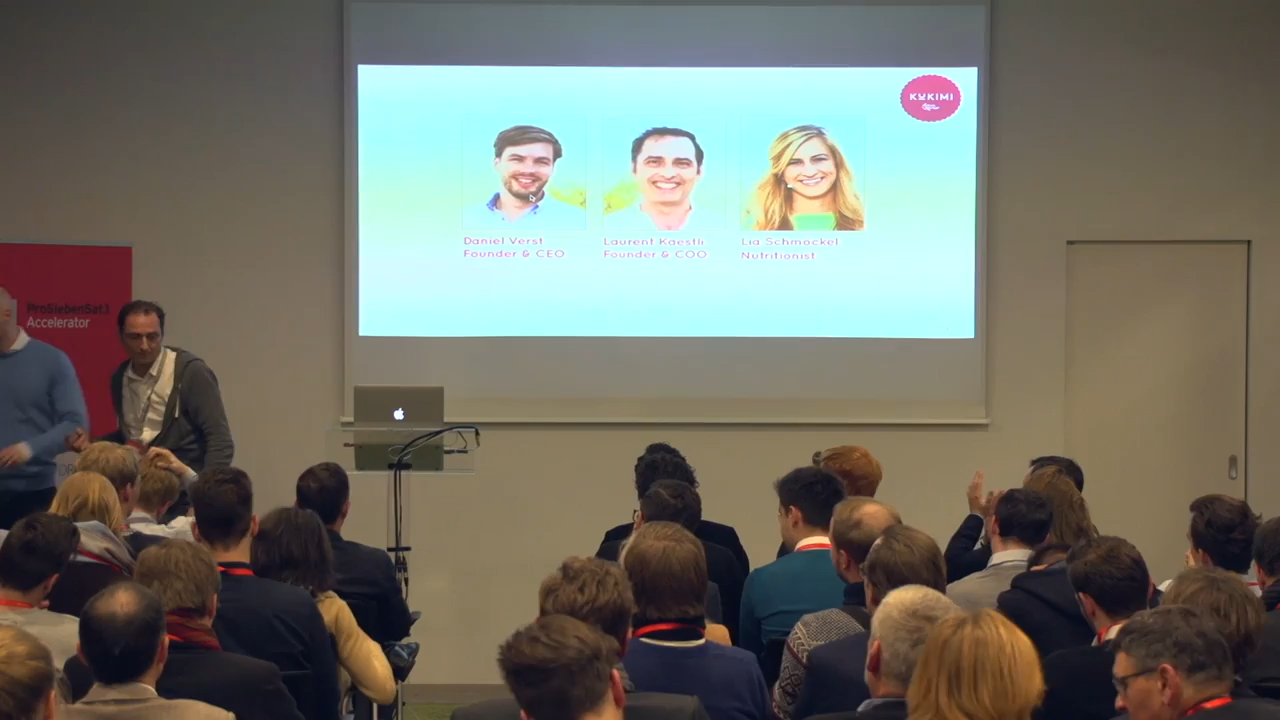 KUKIMI
Daniel Verst
Founder & CEO
Laurent Kaestli
Founder & COO
Lia Schmockel
Nutritionist
ProSiebenSat.1
Accelerator